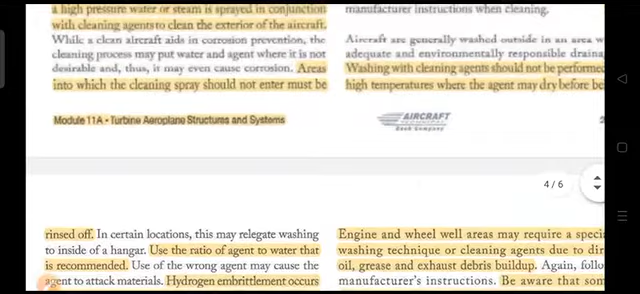 a high pressure water or steam is sprayed in conjunction
with cleaning agents to clean the exterior of the aircraft.
While a clean aircraft aids in corrosion prevention, the
cleaning process may put water and agent where it is not
desirable and, thus, it may even cause corrosion. Areas
into which the cleaning spray should not enter must be
manufacturer instructions when cleaning.
Aircraft are generally washed outside in an area w
adequate and environmentally responsible draina
Washing with cleaning agents should not be performed
high temperatures where the agent may dry before be
Module 11A - Turbine Aeroplane Structures and Systems
AIRCRAFT
Book Company
2
4/6
rinsed off. In certain locations, this may relegate washing
to inside of a hangar. Use the ratio of agent to water that
is recommended. Use of the wrong agent may cause the
agent to attack materials. Hydrogen embrittlement occurs
Engine and wheel well areas may require a speci
washing technique or cleaning agents due to dir
oil, grease and exhaust debris buildup. Again, follo
manufacturer's instructions. Be aware that som